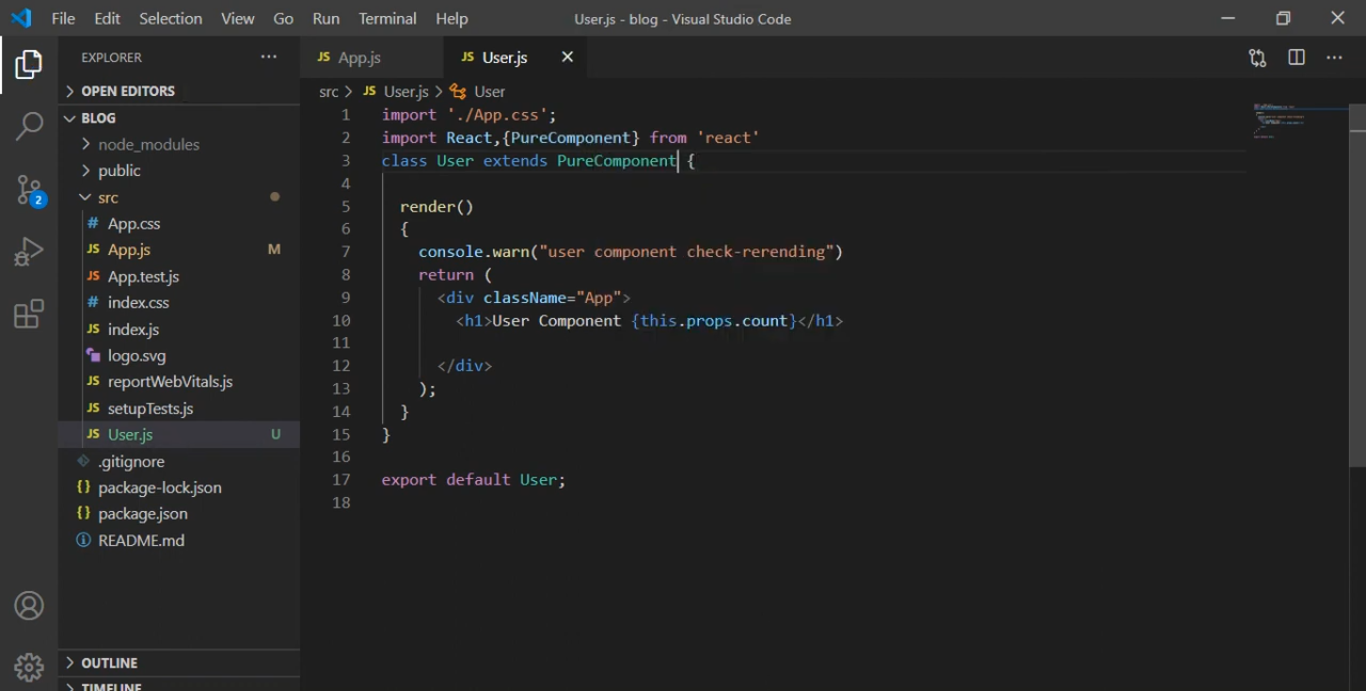 File Edit Selection View Go Run Terminal Help
User.js - blog - Visual Studio Code
EXPLORER
OPEN EDITORS
BLOG
node_modules
public
src
# App.css
JS App.js M
JS App.test.js
# index.css
JS index.js
logo.svg
JS reportWebVitals.js
JS setupTests.js
JS User.js U
.gitignore
{} package-lock.json
{} package.json
README.md
OUTLINE
TIMELINE
2
JS App.js
JS User.js
src > JS User.js > User
1 import './App.css';
2 import React,{PureComponent} from 'react'
3 class User extends PureComponent {
4
5 render()
6 {
7 console.warn("user component check-rerending")
8 return (
9 <div className="App">
10 <h1>User Component {this.props.count}</h1>
11
12 </div>
13 );
14 }
15 }
16
17 export default User;
18